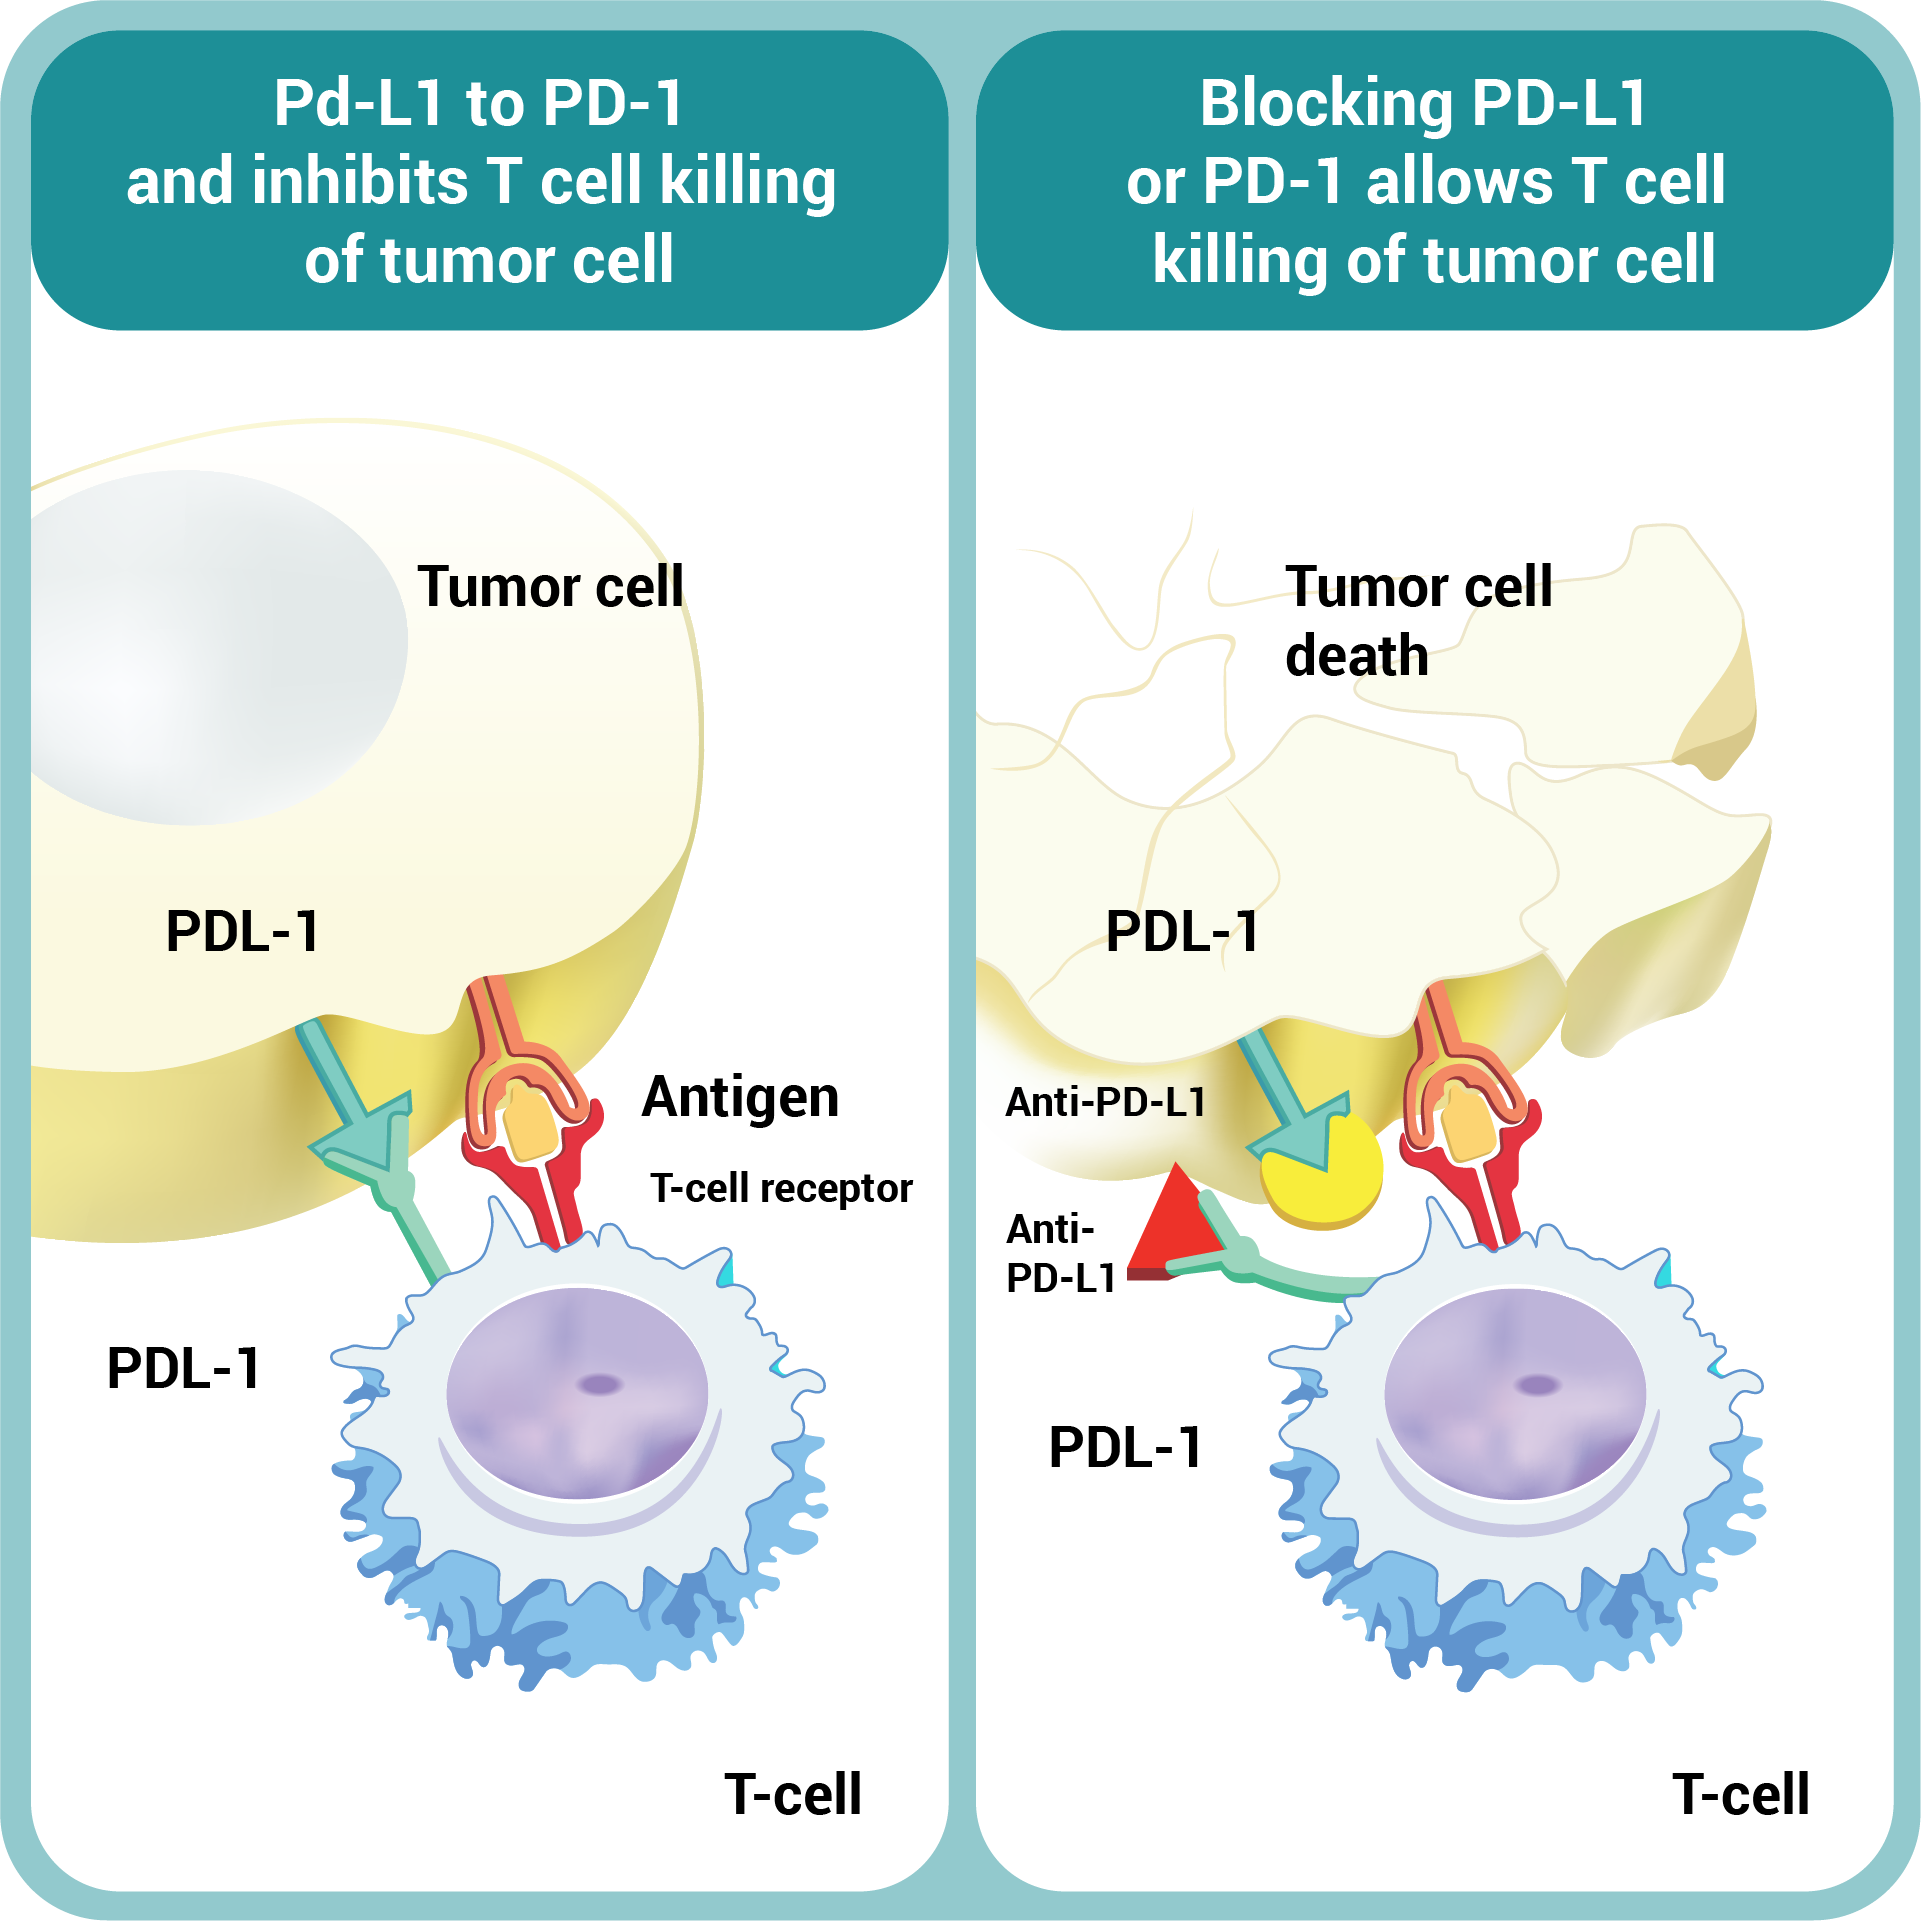 Pd-L1 to PD-1
and inhibits T cell killing
of tumor cell
Tumor cell
PDL-1
Antigen
T-cell receptor
PDL-1
T-cell
Blocking PD-L1
or PD-1 allows T cell
killing of tumor cell
Tumor cell
death
PDL-1
Anti-PD-L1
Anti-
PD-L1
PDL-1
T-cell